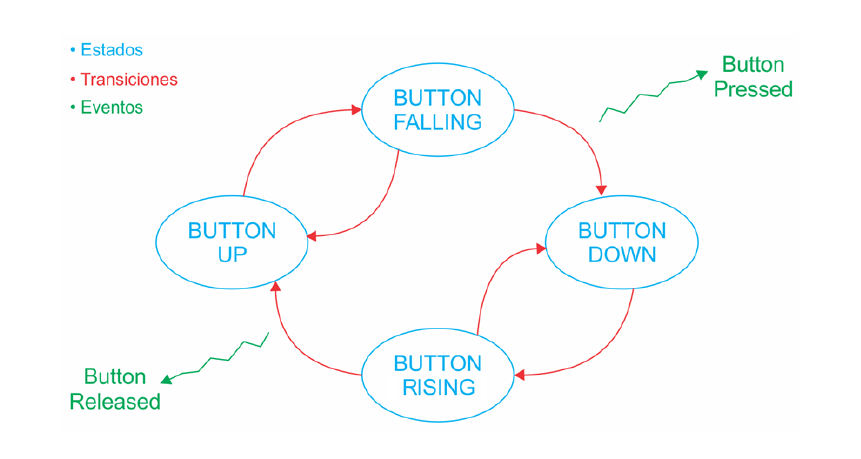 • Estados
• Transiciones
• Eventos
BUTTON
FALLING
Button
Pressed
BUTTON
UP
BUTTON
DOWN
BUTTON
RISING
Button
Released